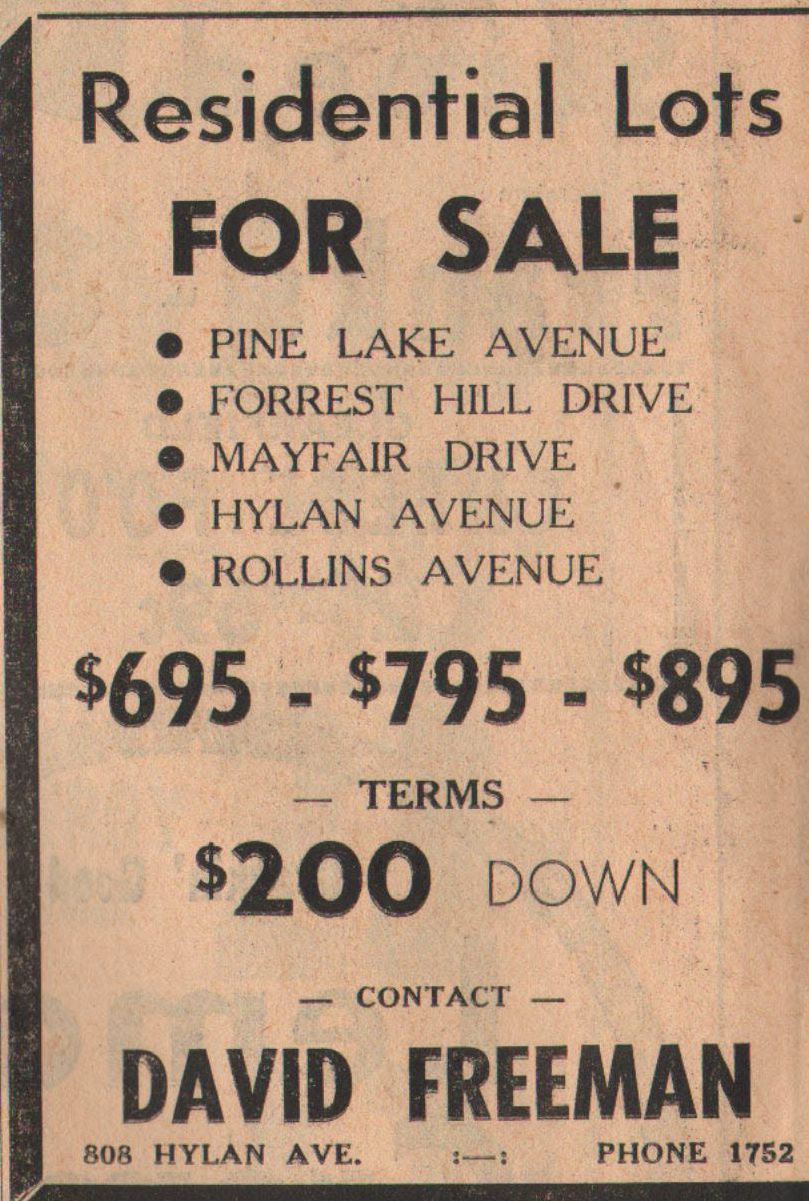 Residential Lots
FOR SALE
● PINE LAKE AVENUE
● FORREST HILL DRIVE
● MAYFAIR DRIVE
● HYLAN AVENUE
● ROLLINS AVENUE
$695 - $795 - $895
— TERMS —
$200 DOWN
— CONTACT —
DAVID FREEMAN
808 HYLAN AVE. :—: PHONE 1752